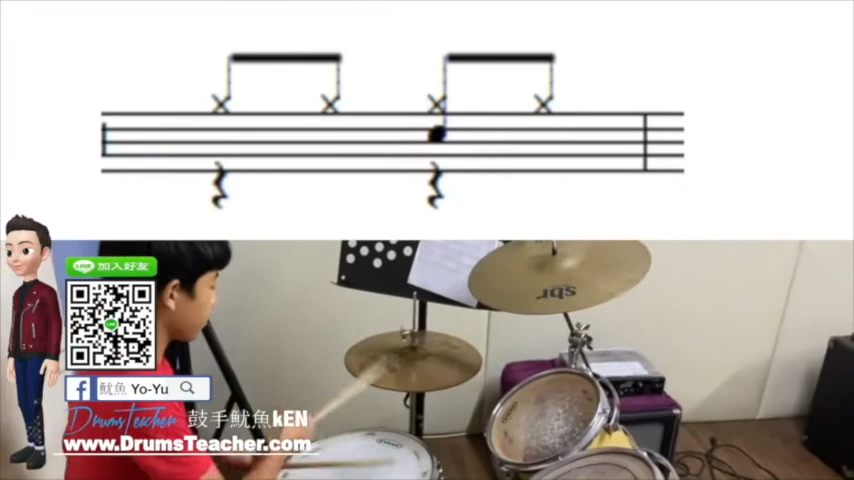 LINE 加入好友
f 魷魚 Yo-Yu
DrumsTeacher 鼓手魷魚kEN
www.DrumsTeacher.com
sbr